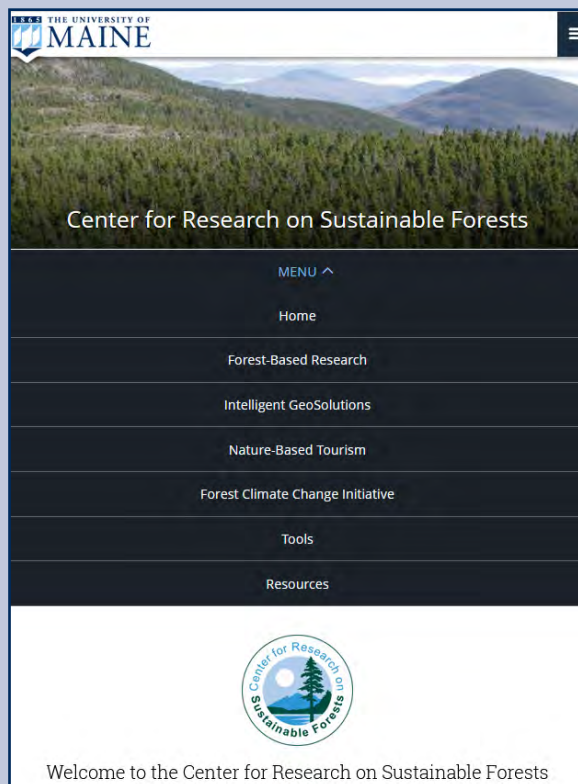 1865 THE UNIVERSITY OF
MAINE
Center for Research on Sustainable Forests
MENU
Home
Forest-Based Research
Intelligent GeoSolutions
Nature-Based Tourism
Forest Climate Change Initiative
Tools
Resources
Center for Research on
Sustainable Forests
Welcome to the Center for Research on Sustainable Forests